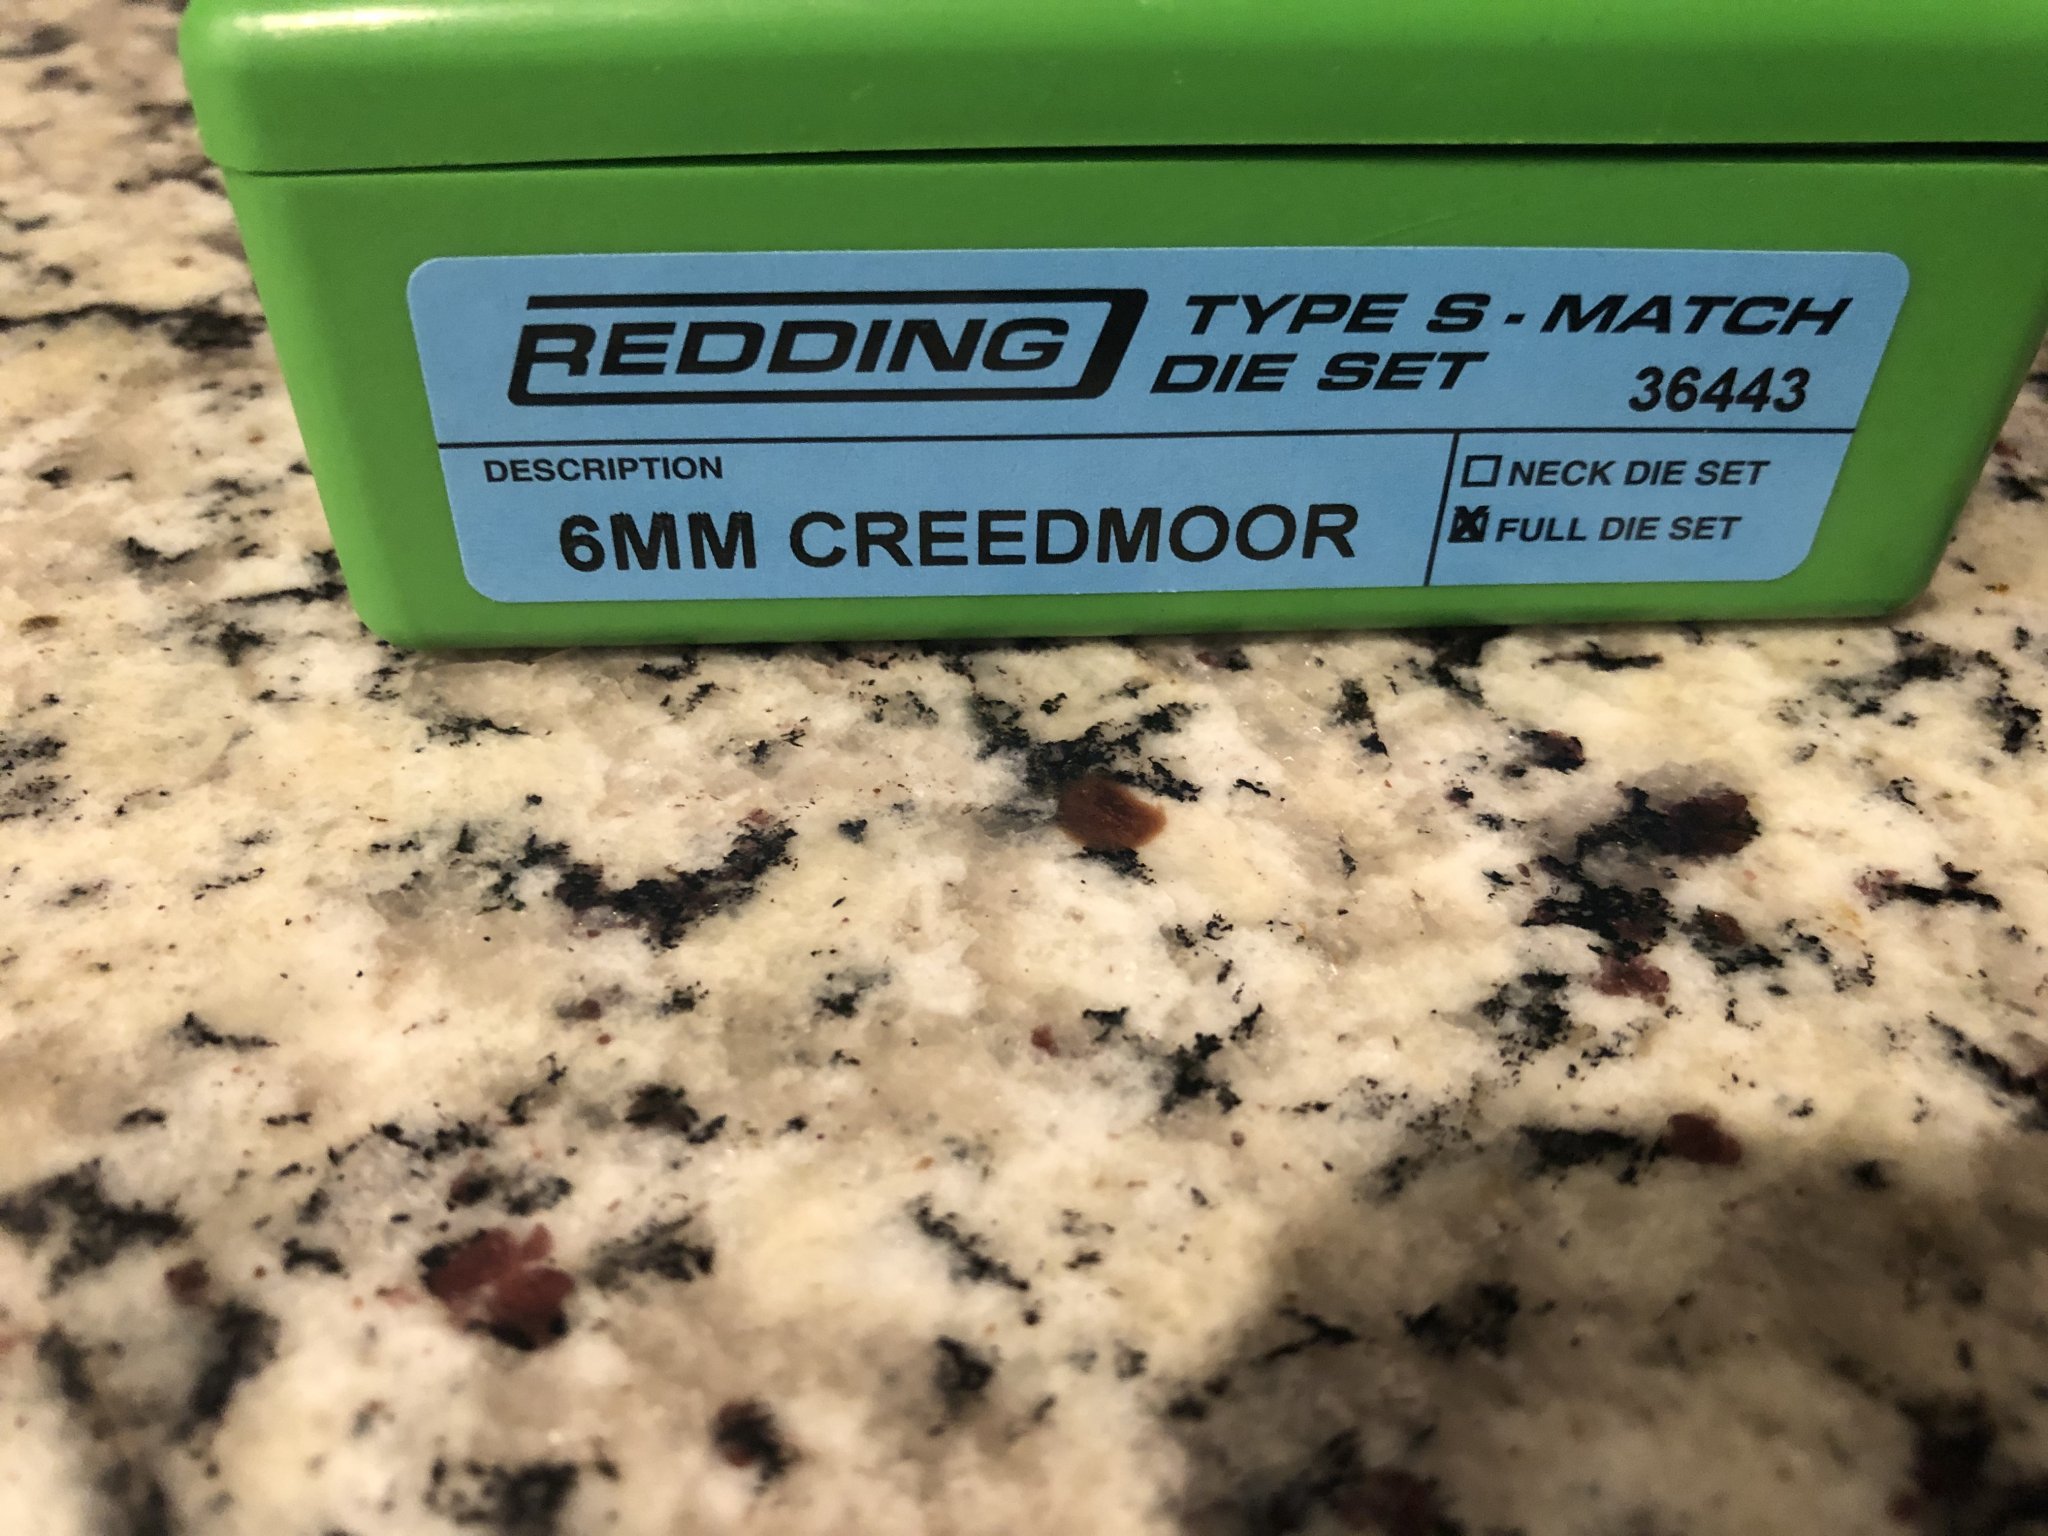 REDDING TYPE S - MATCH
DIE SET 36443
DESCRIPTION
6MM CREEDMOOR
NECK DIE SET
FULL DIE SET